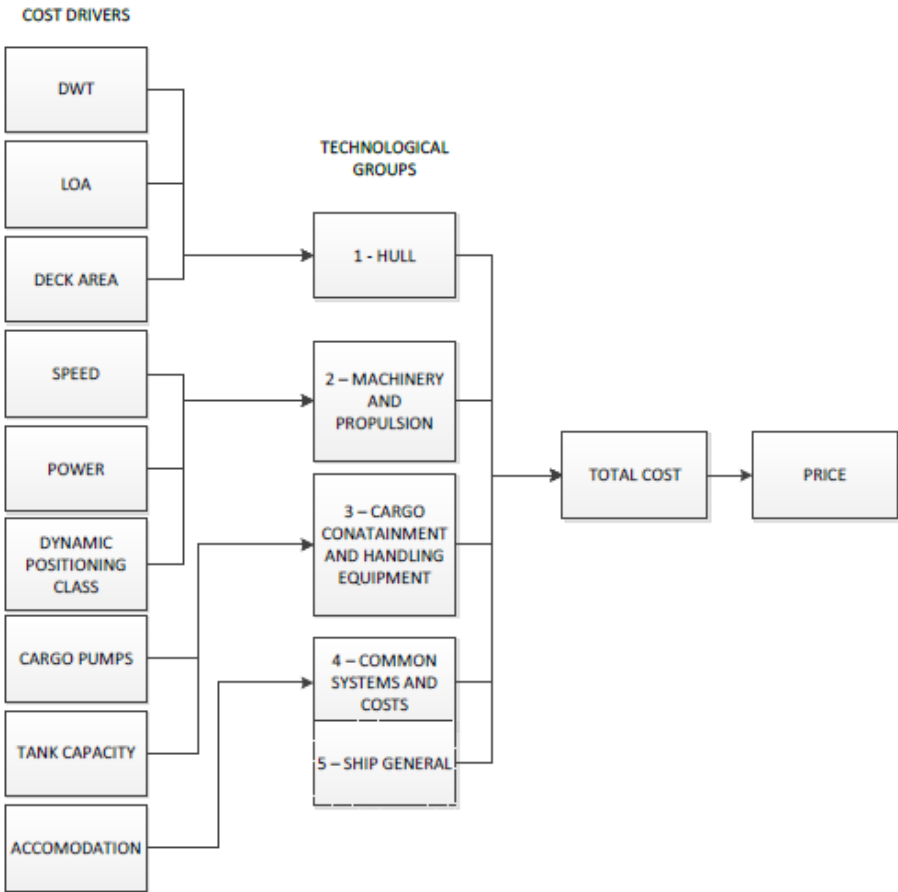 COST DRIVERS
DWT
LOA
DECK AREA
SPEED
POWER
DYNAMIC
POSITIONING
CLASS
CARGO PUMPS
TANK CAPACITY
ACCOMODATION
TECHNOLOGICAL
GROUPS
1 - HULL
2 – MACHINERY
AND
PROPULSION
3 – CARGO
CONATAINMENT
AND HANDLING
EQUIPMENT
4 – COMMON
SYSTEMS AND
COSTS
5 – SHIP GENERAL
TOTAL COST
PRICE